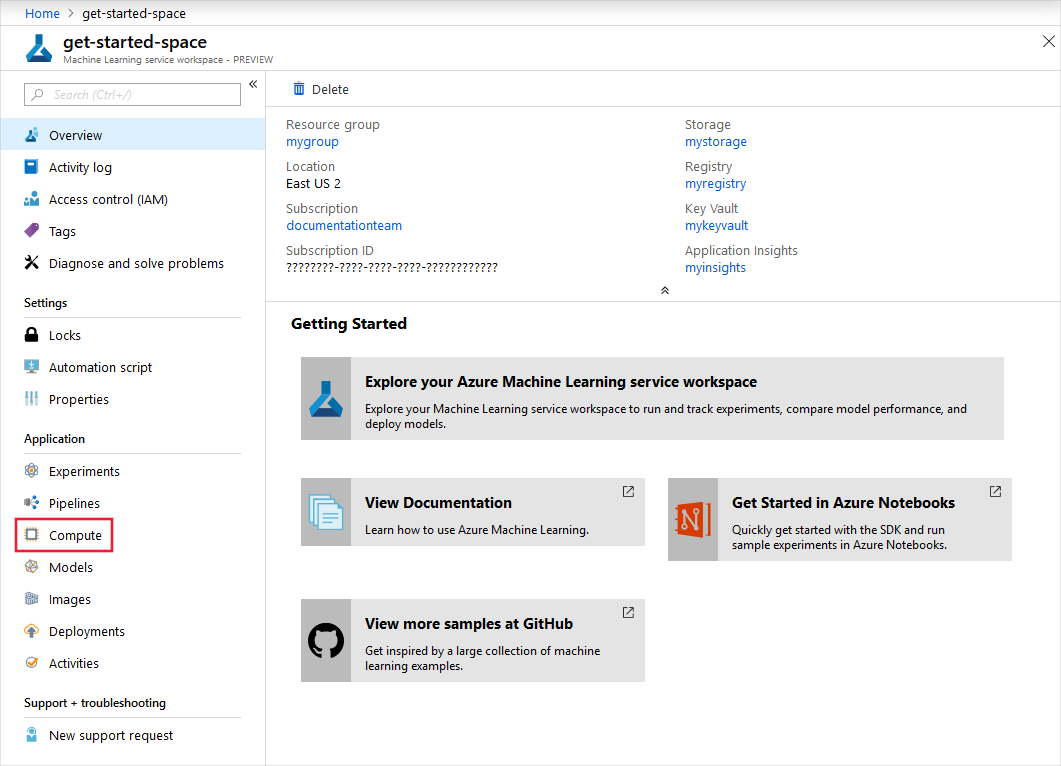 Home > get-started-space
get-started-space
Machine Learning service workspace - PREVIEW
Search (Ctrl+/)
Overview
Activity log
Access control (IAM)
Tags
Diagnose and solve problems
Settings
Locks
Automation script
Properties
Application
Experiments
Pipelines
Compute
Models
Images
Deployments
Activities
Support + troubleshooting
New support request
Delete
Resource group
mygroup
Location
East US 2
Subscription
documentationteam
Subscription ID
????????-????-????-????-????????????
Storage
mystorage
Registry
myregistry
Key Vault
mykeyvault
Application Insights
myinsights
Getting Started
Explore your Azure Machine Learning service workspace
Explore your Machine Learning service workspace to run and track experiments, compare model performance, and
deploy models.
View Documentation
Learn how to use Azure Machine Learning.
Get Started in Azure Notebooks
Quickly get started with the SDK and run
sample experiments in Azure Notebooks.
View more samples at GitHub
Get inspired by a large collection of machine
learning examples.